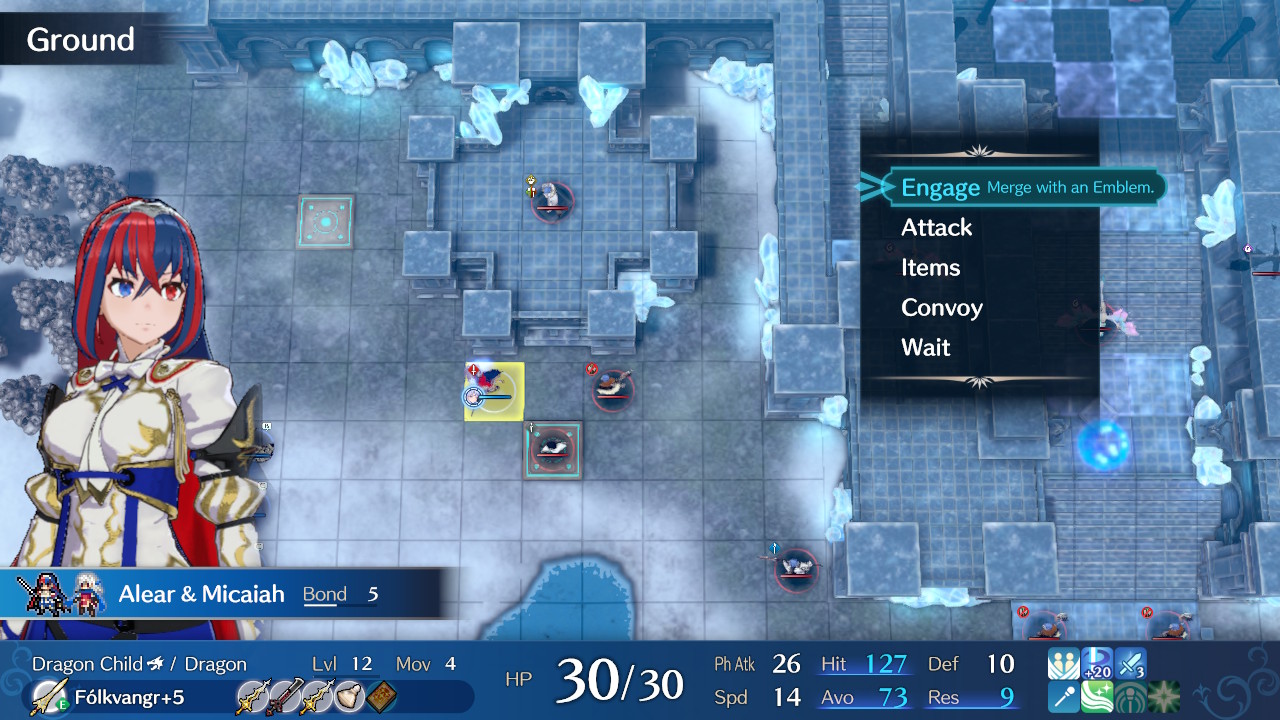 Ground
Engage Merge with an Emblem.
Attack
Items
Convoy
Wait
Alear & Micaiah Bond 5
Dragon Child / Dragon Lvl 12 Mov 4
Fólkvangr+5
E
HP 30/30
Ph Atk 26 Hit 127 Def 10
Spd 14 Avo 73 Res 9
+20
3